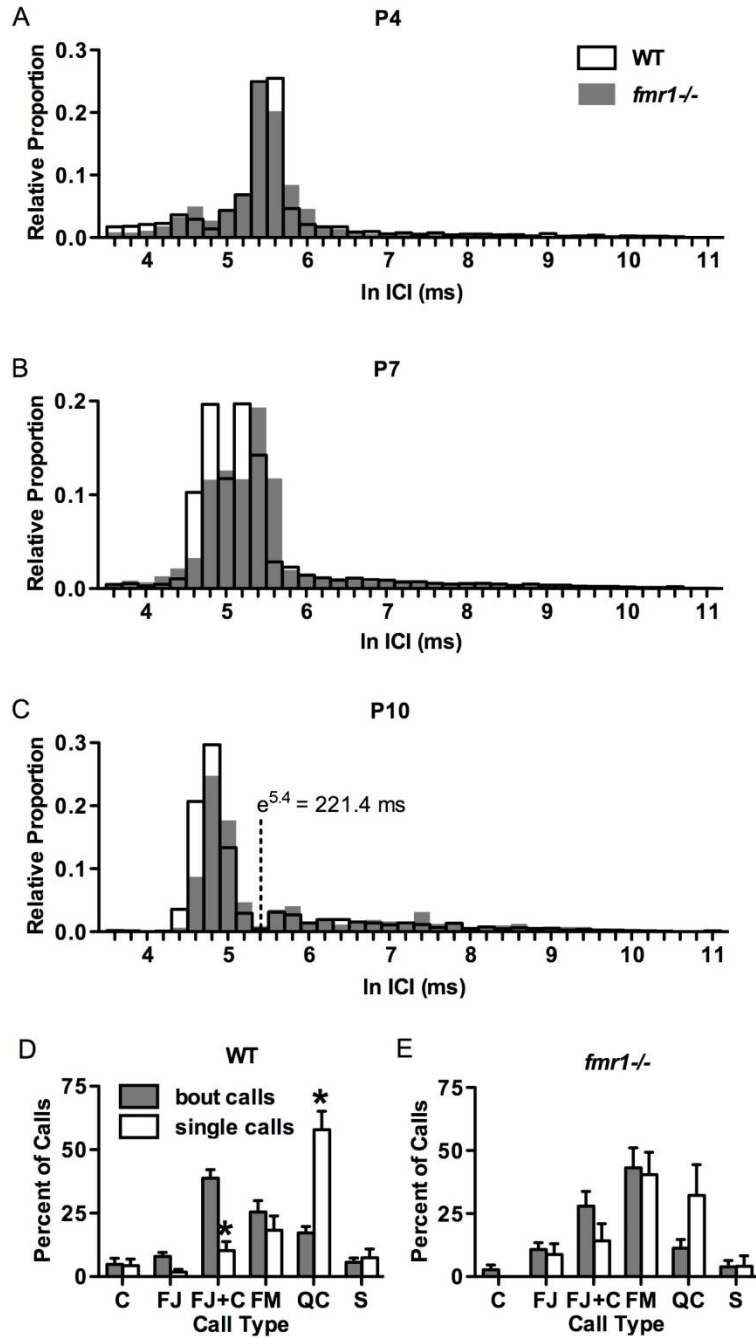 A
P4
Relative Proportion
0.3
0.2
0.1
0.0
WT
fmr1-/-
4 5 6 7 8 9 10 11
ln ICI (ms)
B
P7
Relative Proportion
0.2
0.1
0.0
4 5 6 7 8 9 10 11
ln ICI (ms)
C
P10
Relative Proportion
0.3
0.2
0.1
0.0
e^5.4 = 221.4 ms
4 5 6 7 8 9 10 11
ln ICI (ms)
D
WT
Percent of Calls
75
50
25
0
bout calls
single calls
*
*
C FJ FJ+C FM QC S
Call Type
E
fmr1-/-
Percent of Calls
75
50
25
0
C FJ FJ+C FM QC S
Call Type